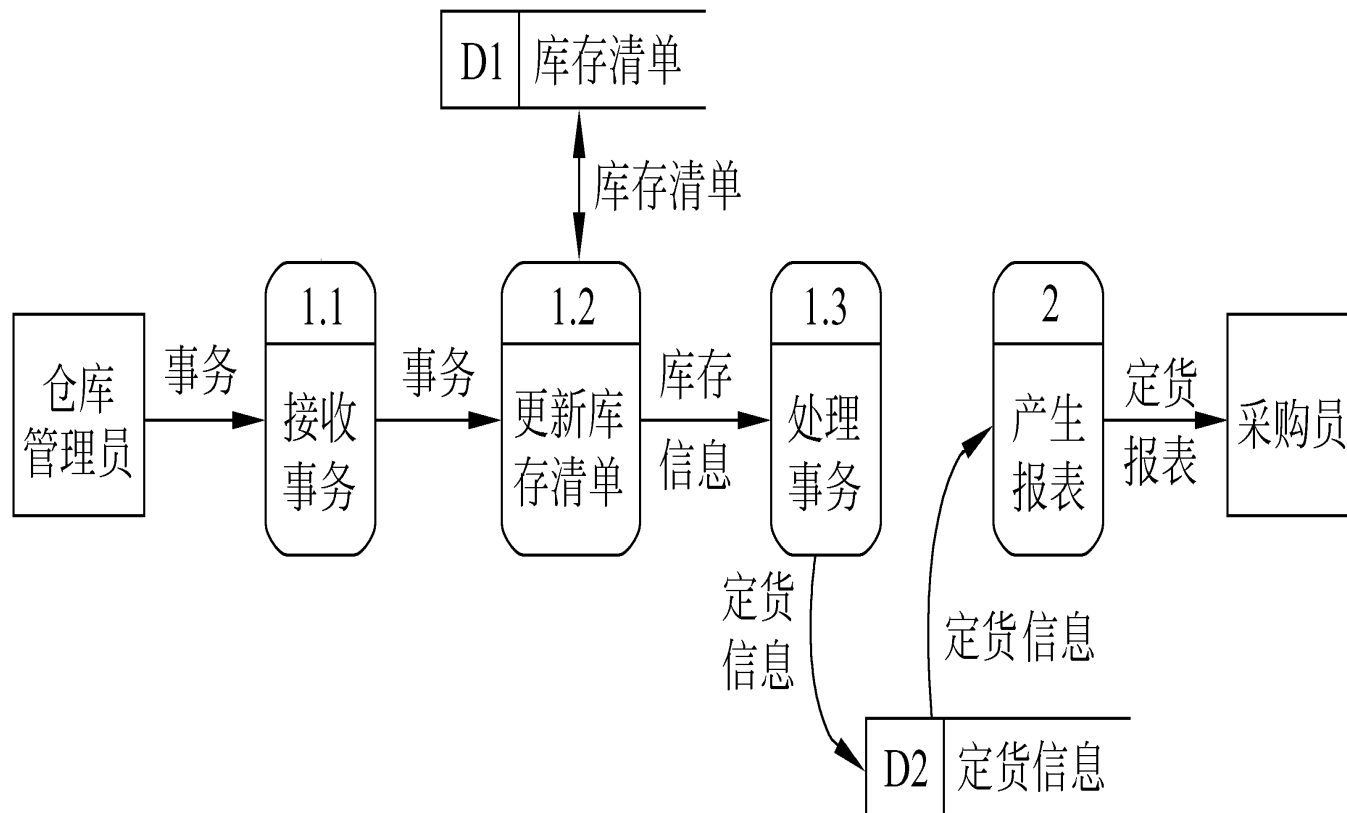 D1 库存清单
库存清单
仓库
管理员
事务
1.1
接收
事务
事务
1.2
更新库
存清单
库存
信息
1.3
处理
事务
定货
信息
D2 定货信息
定货信息
2
产生
报表
定货
报表
采购员